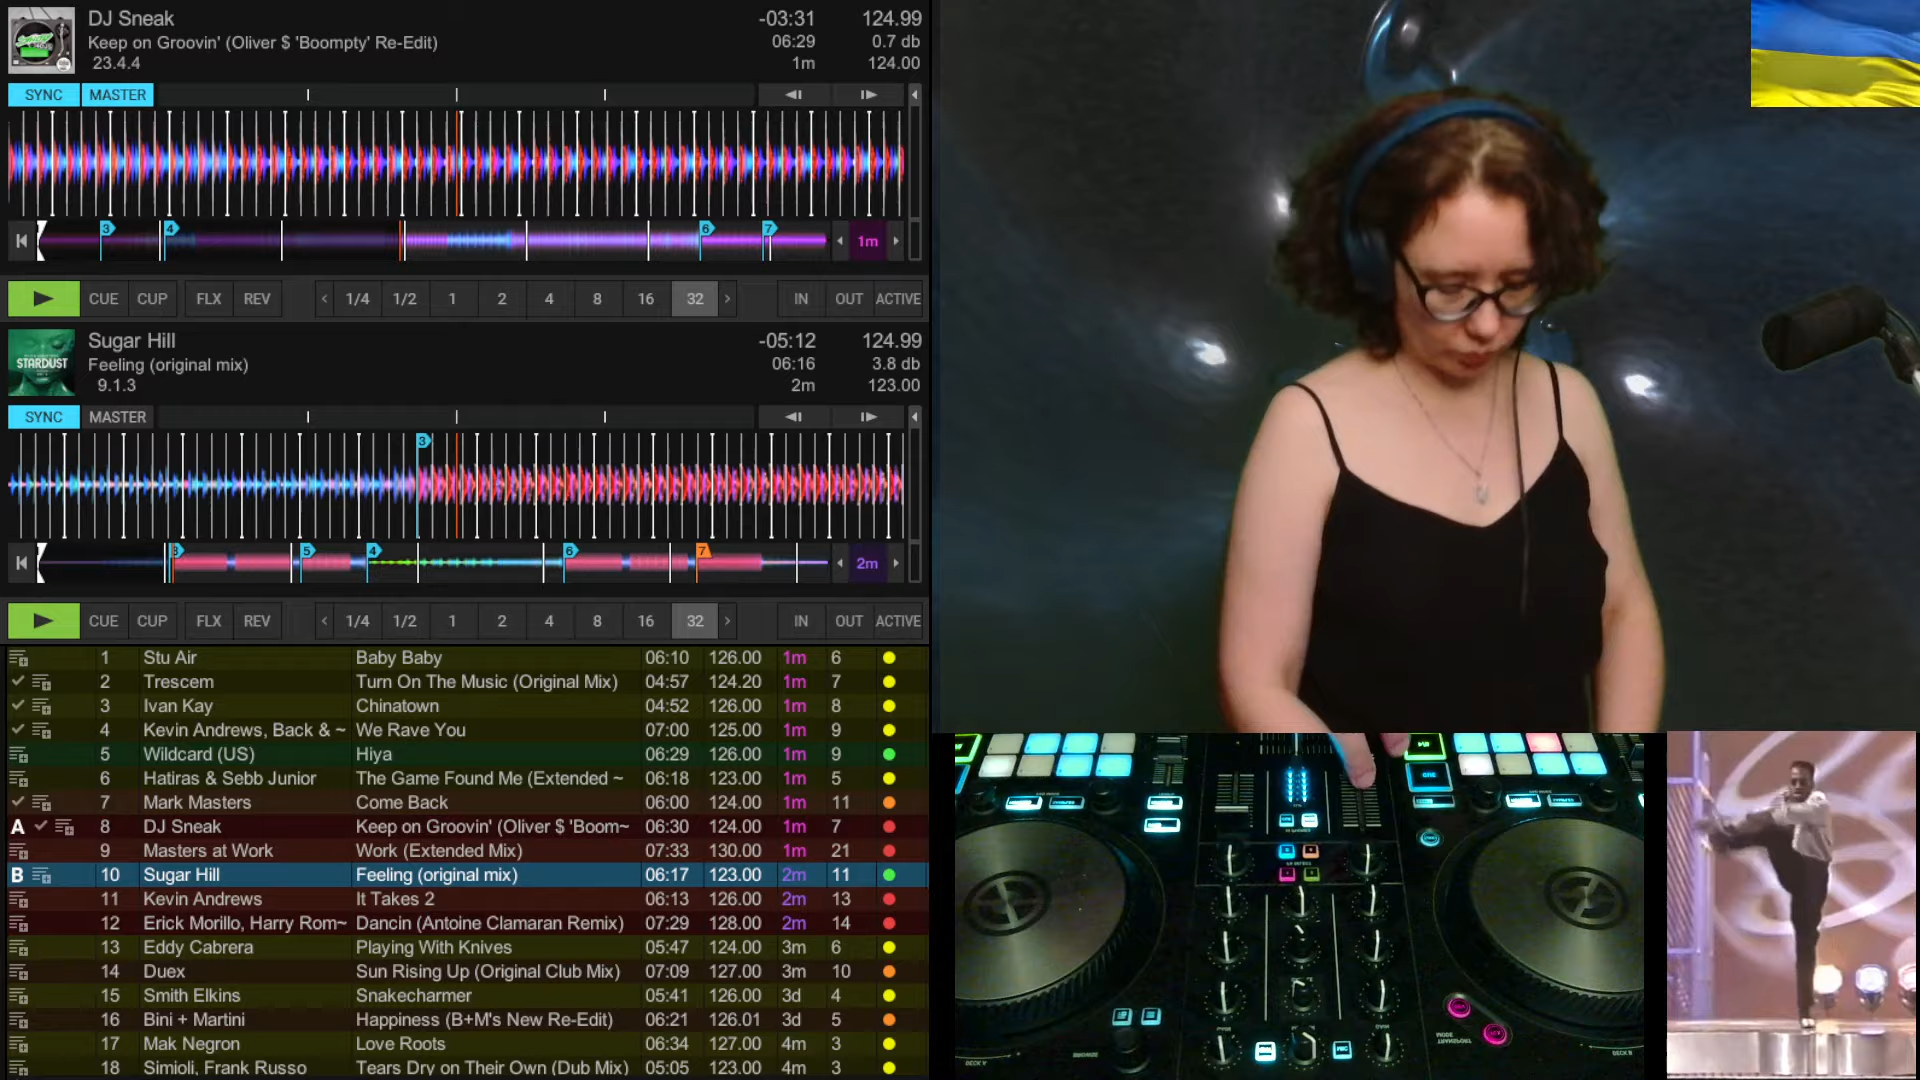 DJ Sneak -03:31 124.99
Keep on Groovin' (Oliver $ 'Boompty' Re-Edit) 06:29 0.7 db
23.4.4 1m 124.00
SYNC MASTER
3 4 6 7 1m
CUE CUP FLX REV 1/4 1/2 1 2 4 8 16 32 IN OUT ACTIVE
Sugar Hill -05:12 124.99
STARDUST Feeling (original mix) 06:16 3.8 db
9.1.3 2m 123.00
SYNC MASTER
3
3 5 4 6 7 2m
CUE CUP FLX REV 1/4 1/2 1 2 4 8 16 32 IN OUT ACTIVE
1 Stu Air Baby Baby 06:10 126.00 1m 6
2 Trescem Turn On The Music (Original Mix) 04:57 124.20 1m 7
3 Ivan Kay Chinatown 04:52 126.00 1m 8
4 Kevin Andrews, Back & ~ We Rave You 07:00 125.00 1m 9
5 Wildcard (US) Hiya 06:29 126.00 1m 9
6 Hatiras & Sebb Junior The Game Found Me (Extended ~ 06:18 123.00 1m 5
7 Mark Masters Come Back 06:00 124.00 1m 11
A 8 DJ Sneak Keep on Groovin' (Oliver $ 'Boom~ 06:30 124.00 1m 7
9 Masters at Work Work (Extended Mix) 07:33 130.00 1m 21
B 10 Sugar Hill Feeling (original mix) 06:17 123.00 2m 11
11 Kevin Andrews It Takes 2 06:13 126.00 2m 13
12 Erick Morillo, Harry Rom~ Dancin (Antoine Clamaran Remix) 07:29 128.00 2m 14
13 Eddy Cabrera Playing With Knives 05:47 124.00 3m 6
14 Duex Sun Rising Up (Original Club Mix) 07:09 127.00 3m 10
15 Smith Elkins Snakecharmer 05:41 126.00 3d 4
16 Bini + Martini Happiness (B+M's New Re-Edit) 06:21 126.01 3d 5
17 Mak Negron Love Roots 06:34 127.00 4m 3
18 Simioli, Frank Russo Tears Dry on Their Own (Dub Mix) 05:05 123.00 4m 3